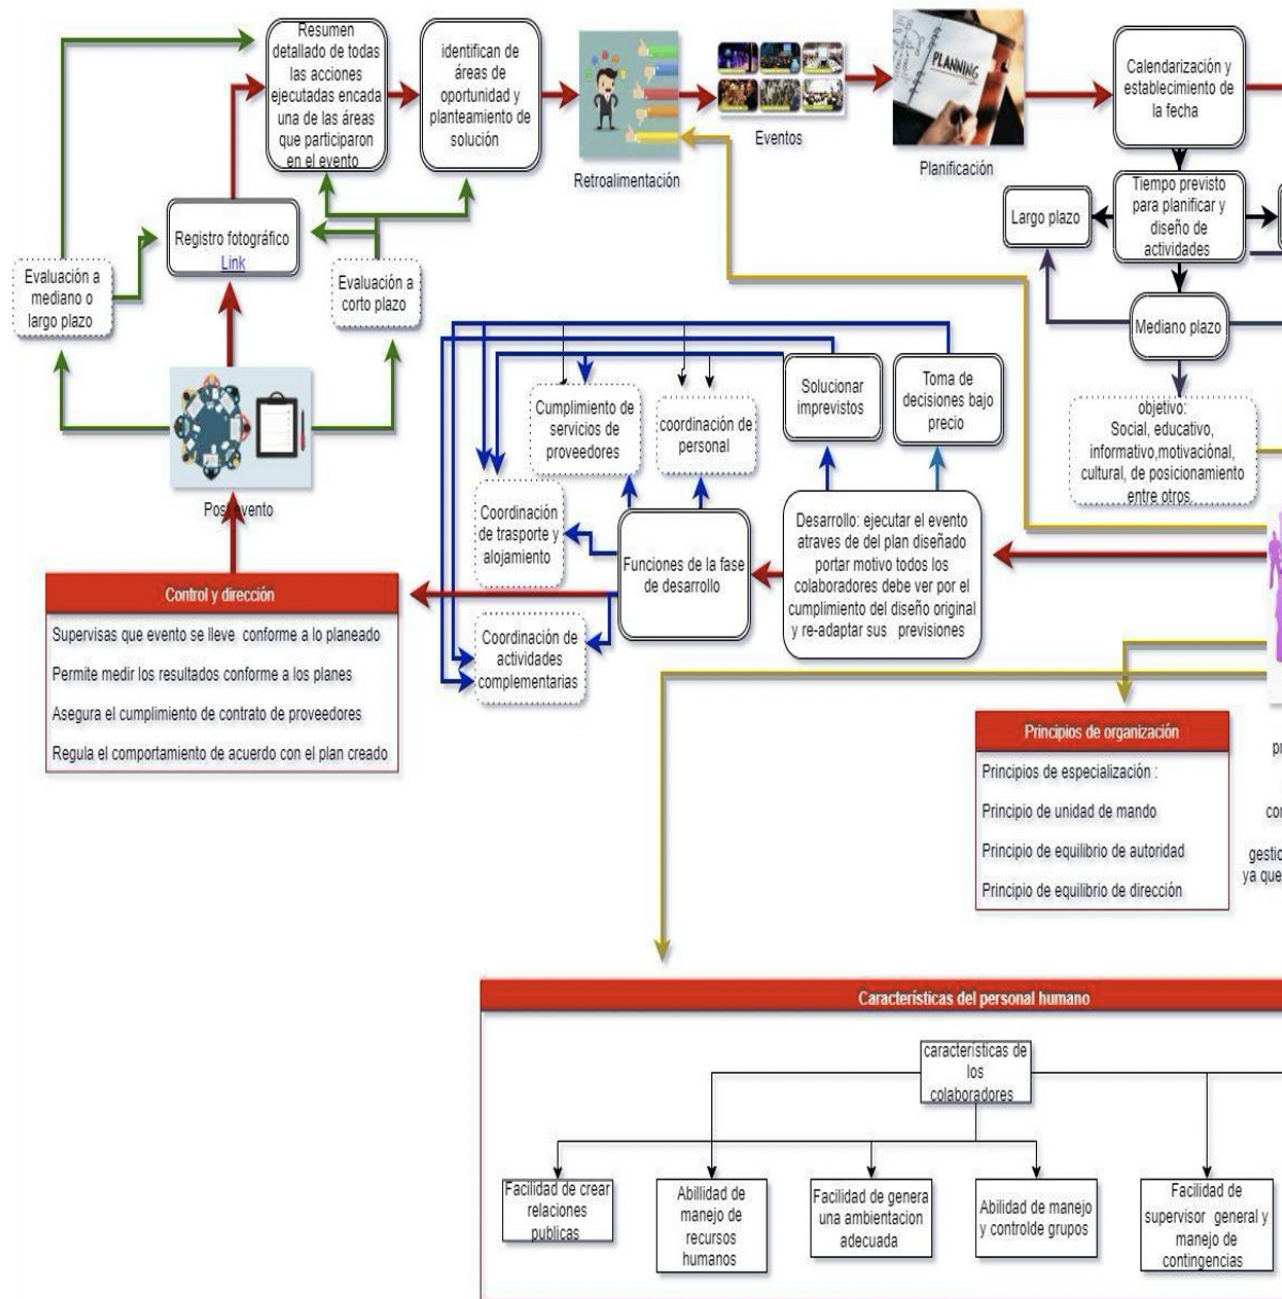 Resumen
detallado de todas
las acciones
ejecutadas encada
una de las áreas
que participaron
en el evento
identifican de
áreas de
oportunidad y
planteamiento de
solución
Retroalimentación
Eventos
PLANNING
Planificación
Calendarización y
establecimiento de
la fecha
Largo plazo
Tiempo previsto
para planificar y
diseño de
actividades
Mediano plazo
objetivo:
Social, educativo,
informativo,motivaciónal,
cultural, de posicionamiento
entre otros.
Registro fotográfico
Link
Evaluación a
mediano o
largo plazo
Evaluación a
corto plazo
Cumplimiento de
servicios de
proveedores
coordinación de
personal
Solucionar
imprevistos
Toma de
decisiones bajo
precio
Coordinación
de trasporte y
alojamiento
Funciones de la fase
de desarrollo
Desarrollo: ejecutar el evento
atraves de del plan diseñado
portar motivo todos los
colaboradores debe ver por el
cumplimiento del diseño original
y re-adaptar sus previsiones
Coordinación de
actividades
complementarias
Control y dirección
Supervisas que evento se lleve conforme a lo planeado
Permite medir los resultados conforme a los planes
Asegura el cumplimiento de contrato de proveedores
Regula el comportamiento de acuerdo con el plan creado
Principios de organización
Principios de especialización :
Principio de unidad de mando
Principio de equilibrio de autoridad
Principio de equilibrio de dirección
ya que
Características del personal humano
características de
los
colaboradores
Facilidad de crear
relaciones
publicas
Abillidad de
manejo de
recursos
humanos
Facilidad de genera
una ambientacion
adecuada
Abilidad de manejo
y controlde grupos
Facilidad de
supervisor general y
manejo de
contingencias